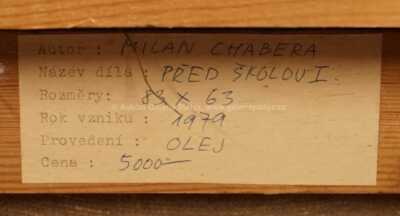 Autor : MILAN CHABERA
Název díla : PŘED ŠKOLOU I.
Rozměry: 83 x 63
Rok vzniku : 1979
Provedení : OLEJ
Cena : 5000-